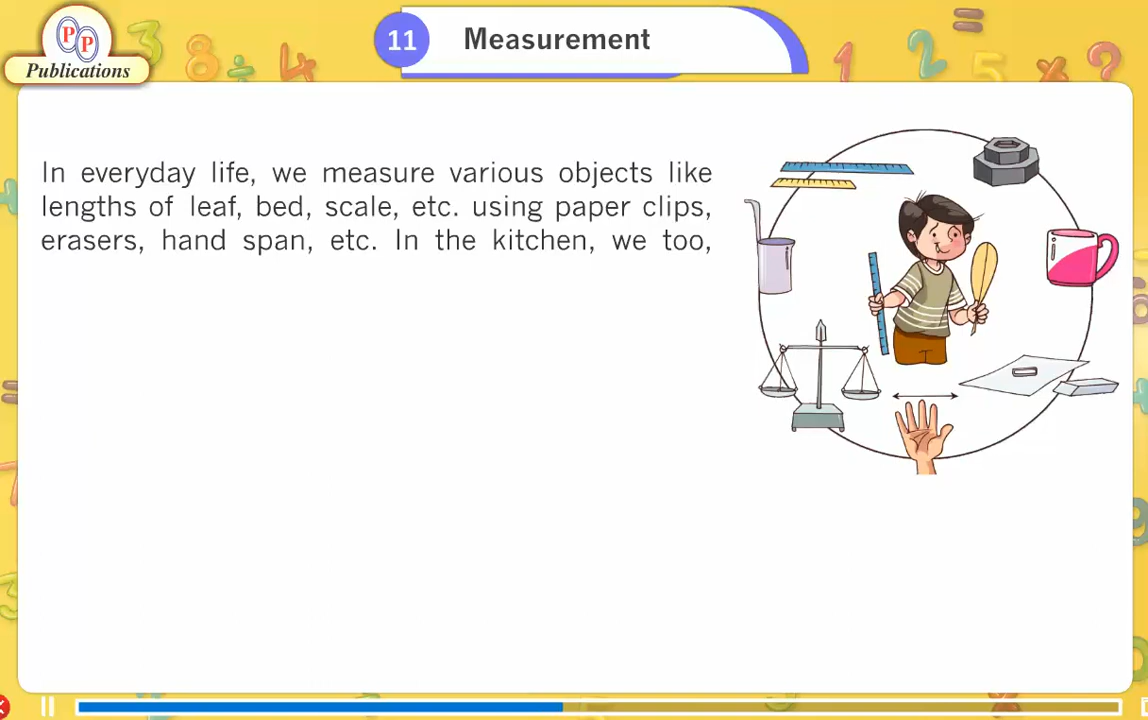 P
P
Publications
11
Measurement
In everyday life, we measure various objects like
lengths of leaf, bed, scale, etc. using paper clips,
erasers, hand span, etc. In the kitchen, we too,